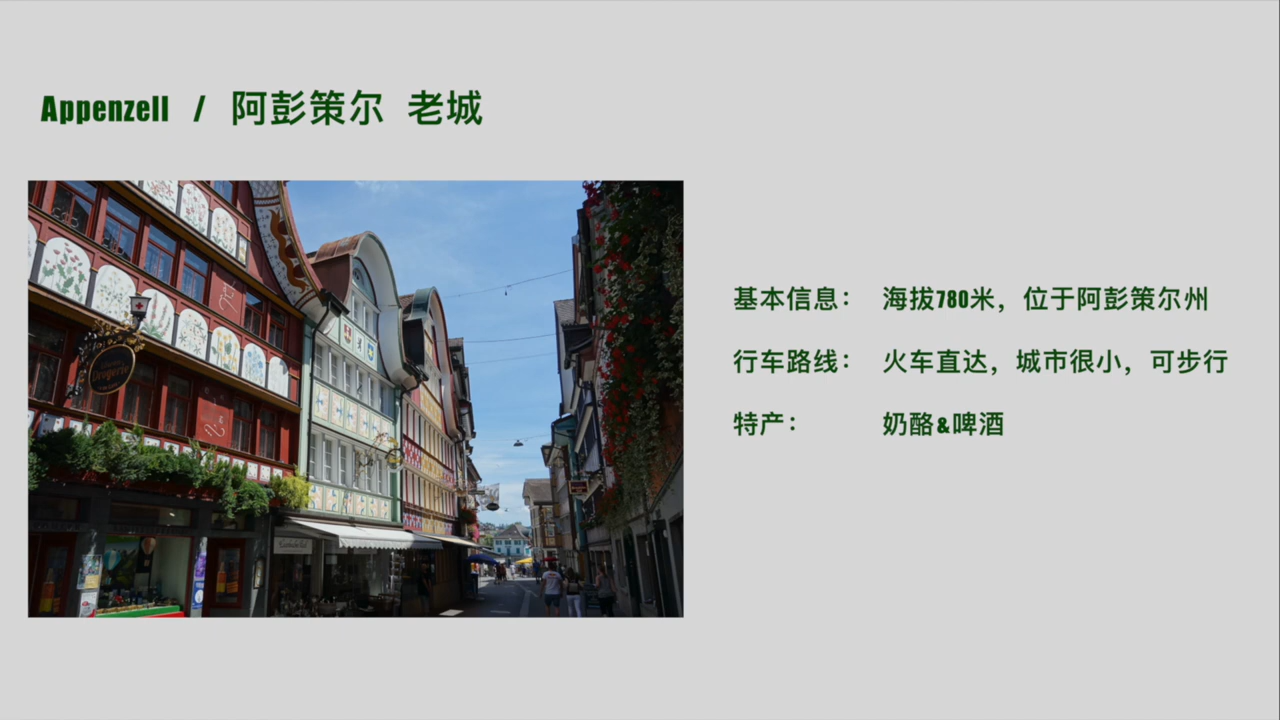 Appenzell / 阿彭策尔 老城
基本信息： 海拔780米，位于阿彭策尔州
行车路线： 火车直达，城市很小，可步行
特产： 奶酪&啤酒
Drogerie